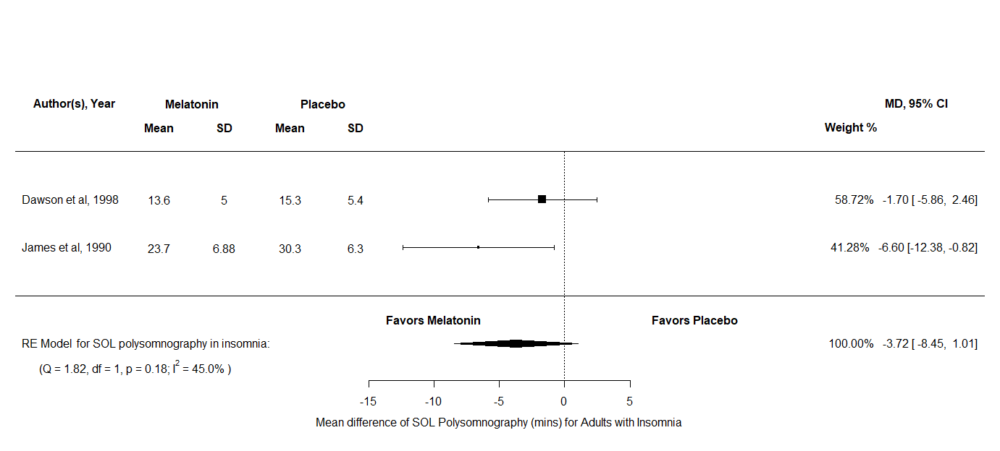 Author(s), Year Melatonin Placebo MD, 95% CI
Mean SD Mean SD Weight %
Dawson et al, 1998 13.6 5 15.3 5.4 58.72% -1.70 [ -5.86, 2.46]
James et al, 1990 23.7 6.88 30.3 6.3 41.28% -6.60 [-12.38, -0.82]
Favors Melatonin Favors Placebo
RE Model for SOL polysomnography in insomnia: 100.00% -3.72 [ -8.45, 1.01]
(Q = 1.82, df = 1, p = 0.18; I² = 45.0% )
-15 -10 -5 0 5
Mean difference of SOL Polysomnography (mins) for Adults with Insomnia